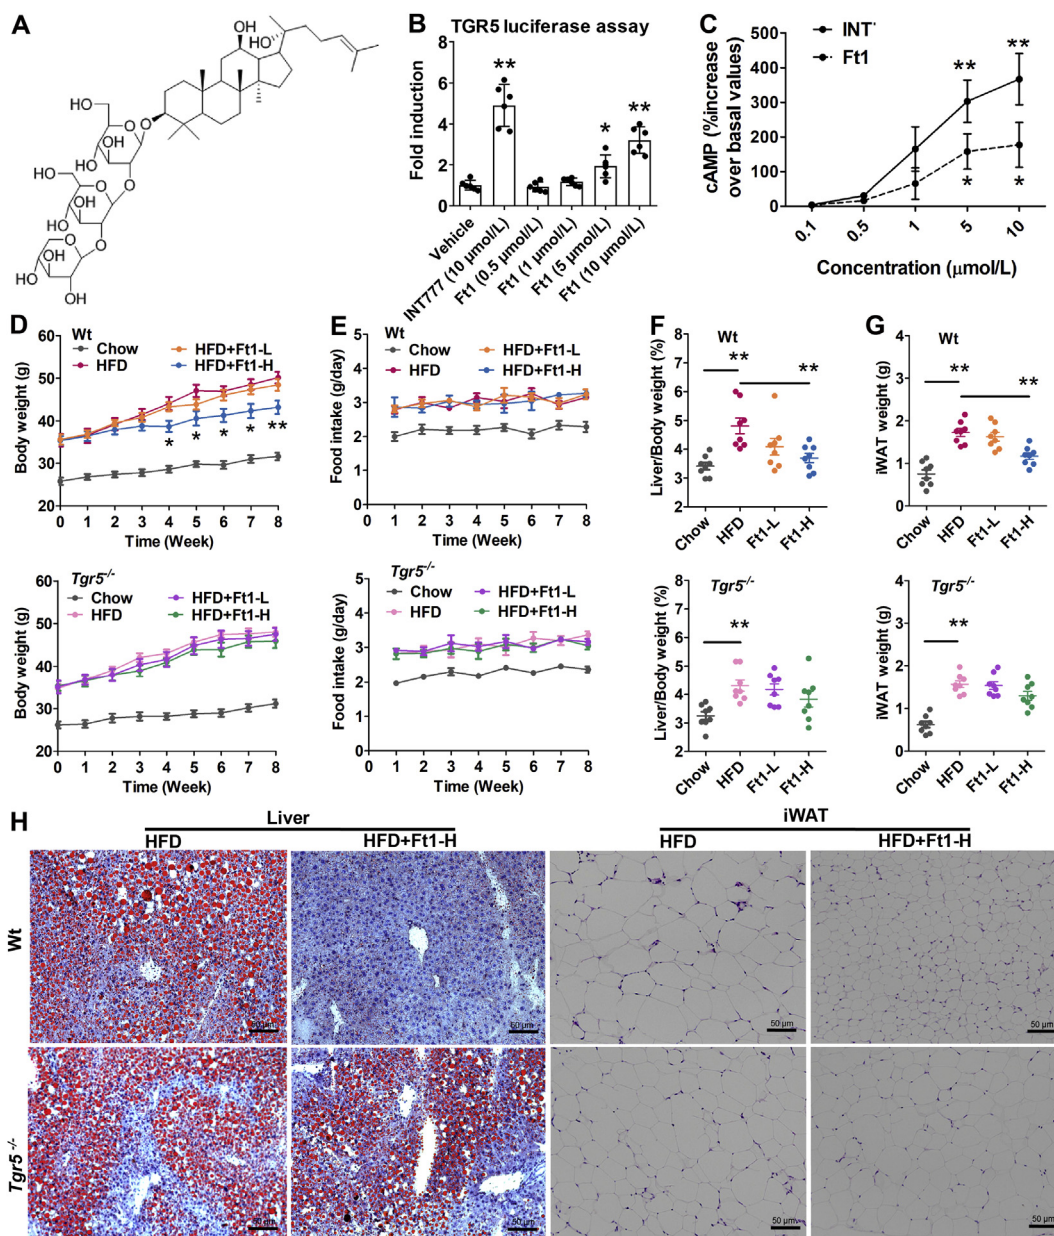 A
HO
OH
O
O
HO
OH
HO
O
O
OH
O
HO
OH
O
HO
O
O
OH
HO
OH
B
TGR5 luciferase assay
Fold induction
8
6
4
2
0
**
*
**
Vehicle
INT777 (10 μmol/L)
Ft1 (0.5 μmol/L)
Ft1 (1 μmol/L)
Ft1 (5 μmol/L)
Ft1 (10 μmol/L)
C
cAMP (%increase
over basal values)
500
400
300
200
100
0
INT
Ft1
**
**
*
*
0.1
0.5
1
5
10
Concentration (μmol/L)
D
Wt
Chow
HFD
HFD+Ft1-L
HFD+Ft1-H
Body weight (g)
60
50
40
30
20
* * * * **
0 1 2 3 4 5 6 7 8
Time (Week)
Tgr5-/-
Chow
HFD
HFD+Ft1-L
HFD+Ft1-H
Body weight (g)
60
50
40
30
20
0 1 2 3 4 5 6 7 8
Time (Week)
E
Wt
Chow
HFD
HFD+Ft1-L
HFD+Ft1-H
Food intake (g/day)
5
4
3
2
1
0
0 1 2 3 4 5 6 7 8
Time (Week)
Tgr5-/-
Chow
HFD
HFD+Ft1-L
HFD+Ft1-H
Food intake (g/day)
5
4
3
2
1
0
0 1 2 3 4 5 6 7 8
Time (Week)
F
Wt
Liver/Body weight (%)
8
7
6
5
4
3
2
**
**
Chow
HFD
Ft1-L
Ft1-H
Tgr5-/-
Liver/Body weight (%)
8
7
6
5
4
3
2
**
Chow
HFD
Ft1-L
Ft1-H
G
Wt
iWAT weight (g)
4
3
2
1
0
**
**
Chow
HFD
Ft1-L
Ft1-H
Tgr5-/-
iWAT weight (g)
4
3
2
1
0
**
Chow
HFD
Ft1-L
Ft1-H
H
Liver
iWAT
HFD
HFD+Ft1-H
HFD
HFD+Ft1-H
Wt
50 μm
50 μm
50 μm
50 μm
Tgr5-/-
50 μm
50 μm
50 μm
50 μm